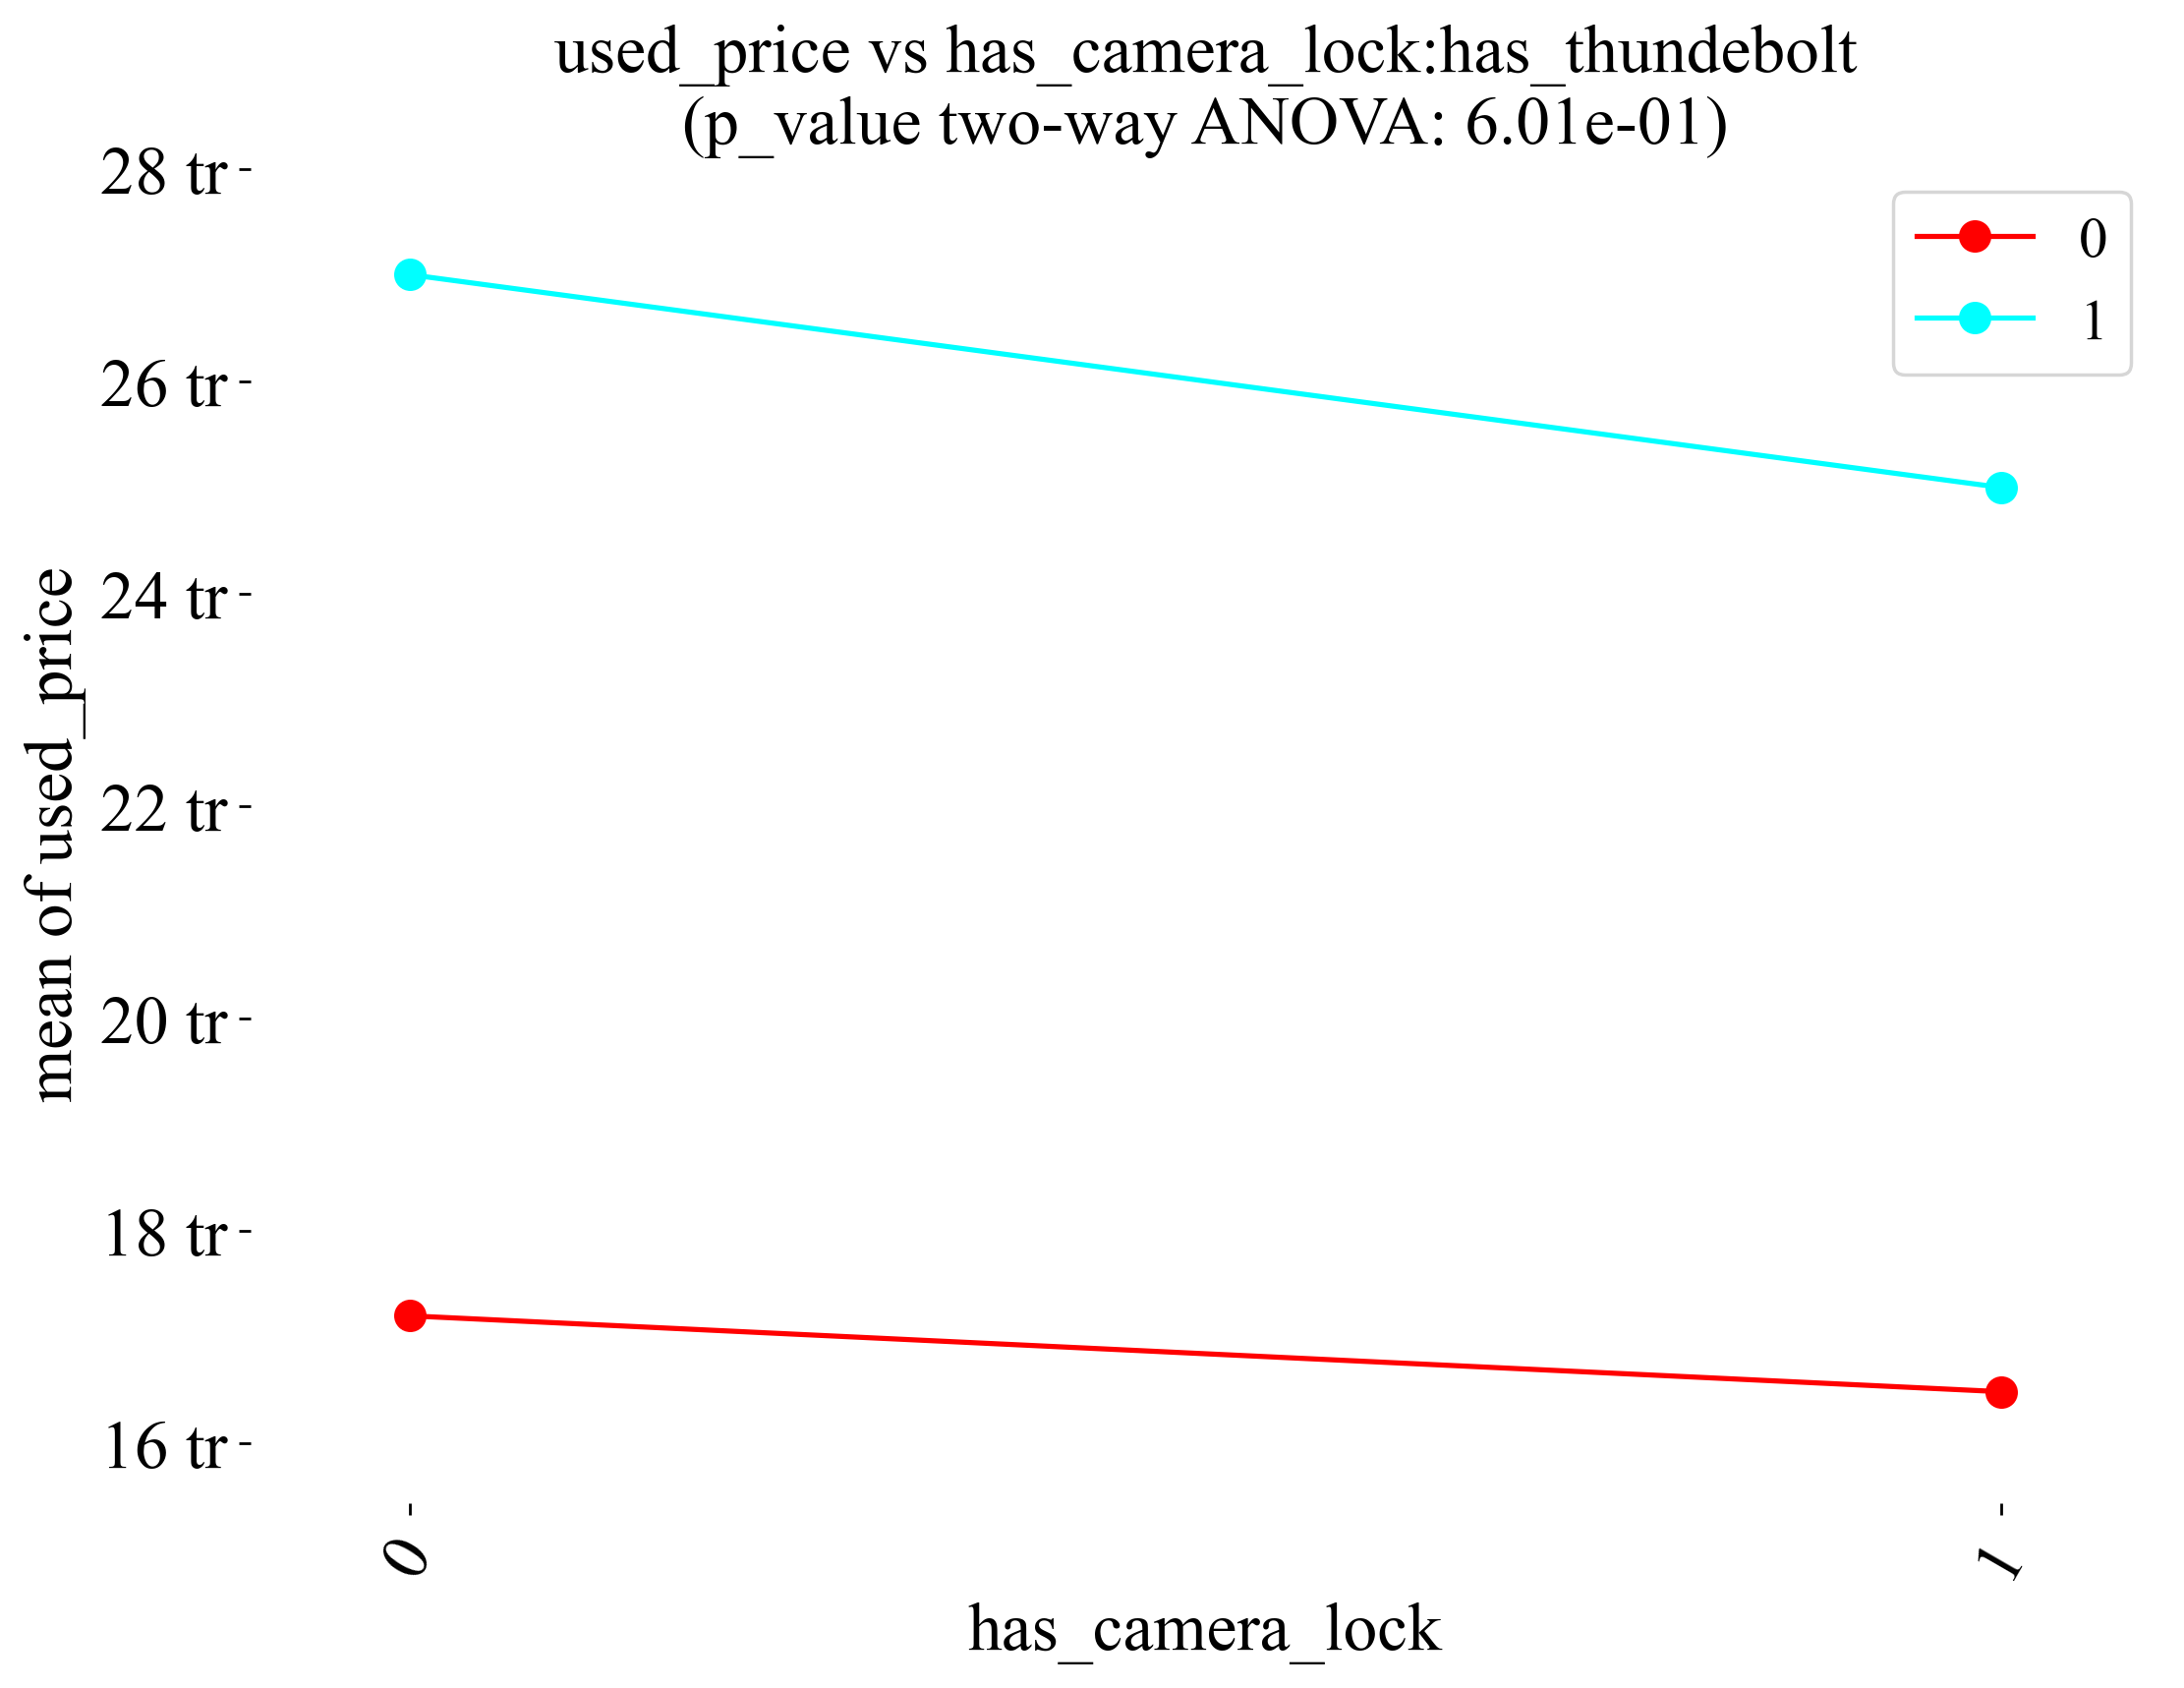 used_price vs has_camera_lock:has_thundebolt
(p_value two-way ANOVA: 6.01e-01)
0
1
mean of used_price
28 tr
26 tr
24 tr
22 tr
20 tr
18 tr
16 tr
0
1
has_camera_lock